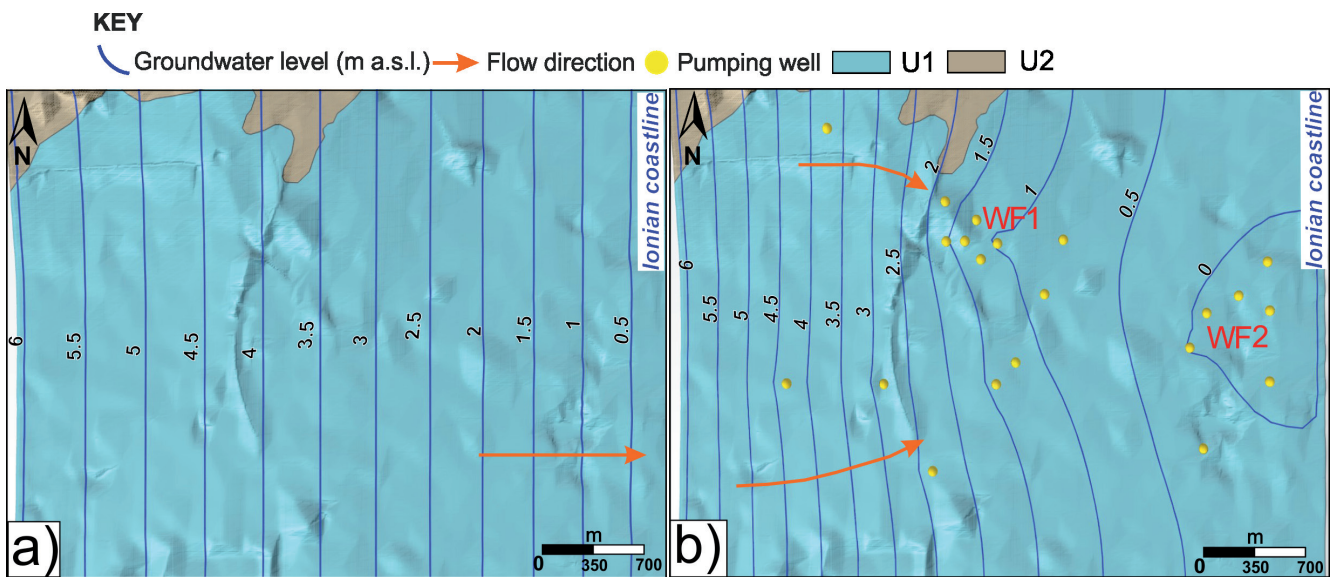 KEY
Groundwater level (m a.s.l.) Flow direction Pumping well U1 U2
N
Ionian coastline
6
5.5
5
4.5
4
3.5
3
2.5
2
1.5
1
0.5
a)
m
0 350 700
N
Ionian coastline
2
1.5
1
0.5
WF1
6
5.5
5
4.5
4
3.5
3
2.5
0
WF2
b)
m
0 350 700